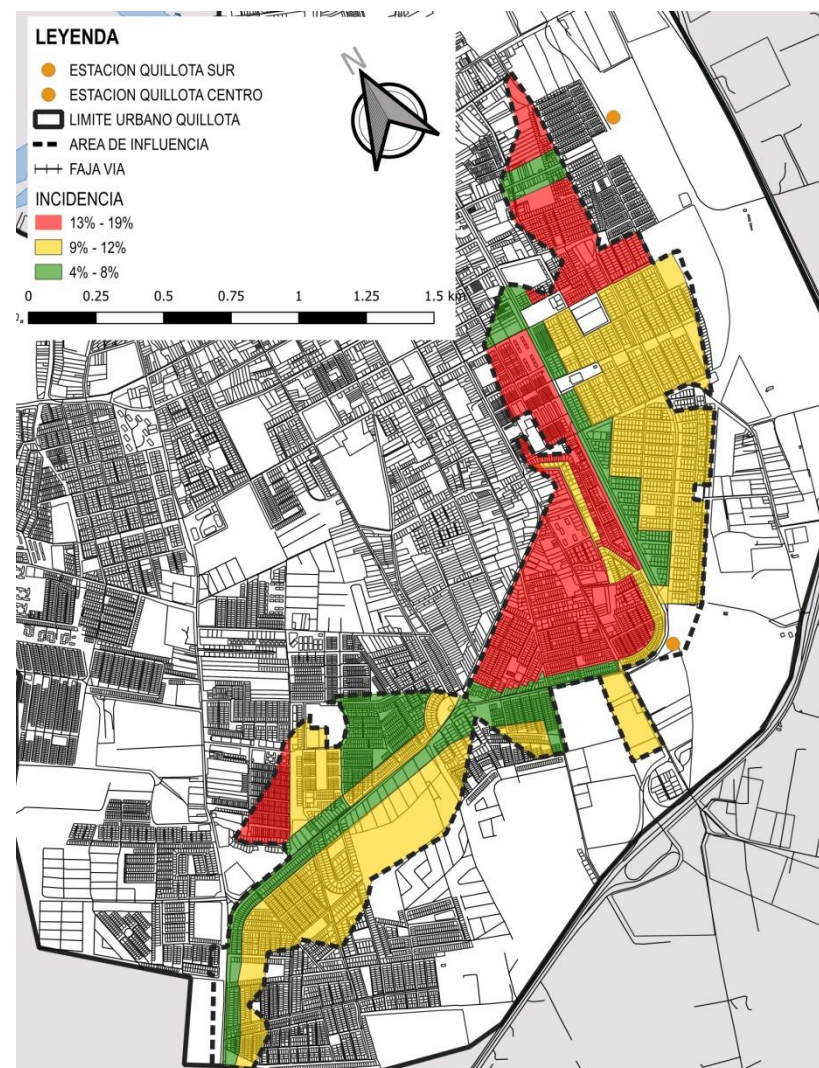 LEYENDA
N
ESTACION QUILLOTA SUR
ESTACION QUILLOTA CENTRO
LIMITE URBANO QUILLOTA
AREA DE INFLUENCIA
FAJA VIA
INCIDENCIA
13% - 19%
9% - 12%
4% - 8%
0 0.25 0.5 0.75 1 1.25 1.5 km